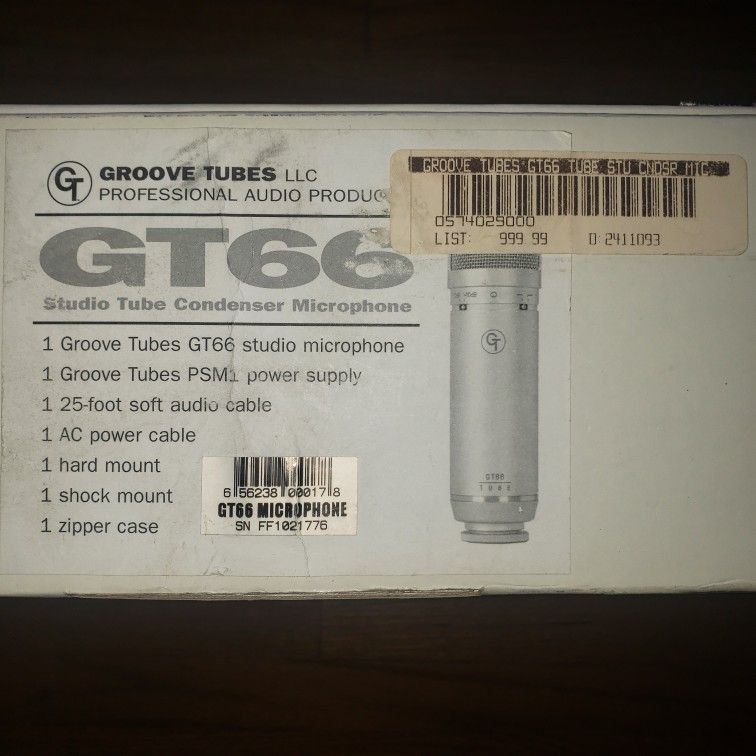 GT
GROOVE TUBES LLC
PROFESSIONAL AUDIO
GT66
Studio Tube Condenser Microphone
1 Groove Tubes GT66 studio microphone
1 Groove Tubes PSM1 power supply
1 25-foot soft audio cable
1 AC power cable
1 hard mount
1 shock mount
1 zipper case
6 56238 00017 8
GT66 MICROPHONE
SN FF1021776
GROOVE TUBES GT66 TUBE STU CNDSR MIC
0574029000
LIST: 999 99 D:2411093
GT
GT66
TUBE